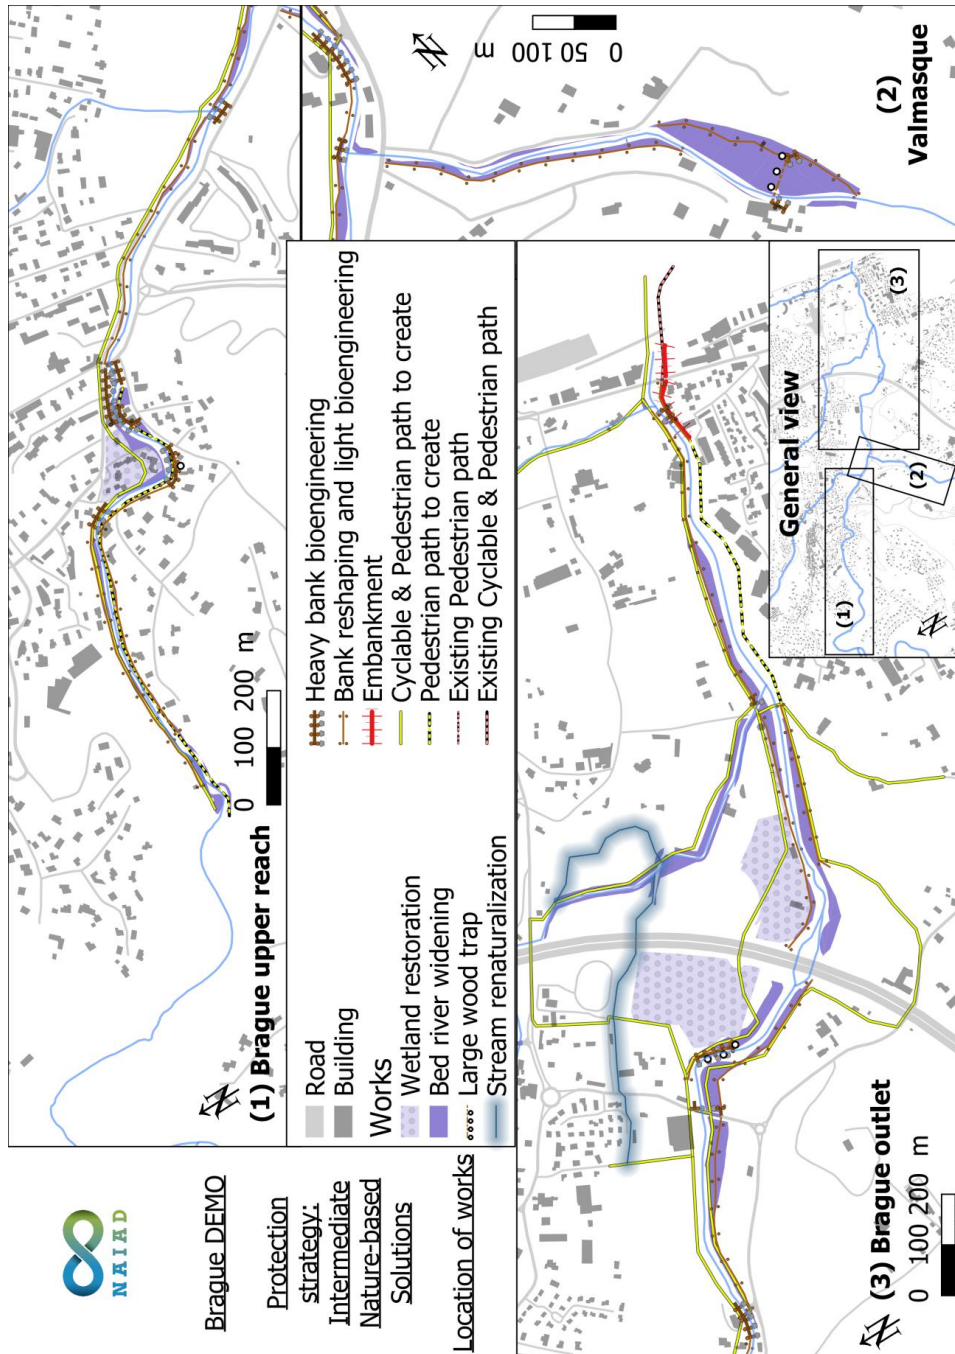 NAIAD
Brague DEMO
Protection
strategy:
Intermediate
Nature-based
Solutions
Location of works
N
(1) Brague upper reach
0 100 200 m
Road
Building
Works
Wetland restoration
Bed river widening
Large wood trap
Stream renaturalization
Heavy bank bioengineering
Bank reshaping and light bioengineering
Embankment
Cyclable & Pedestrian path to create
Pedestrian path to create
Existing Pedestrian path
Existing Cyclable & Pedestrian path
N
0 50 100 m
(2)
Valmasque
N
(3) Brague outlet
0 100 200 m
General view
(1)
(2)
(3)
N